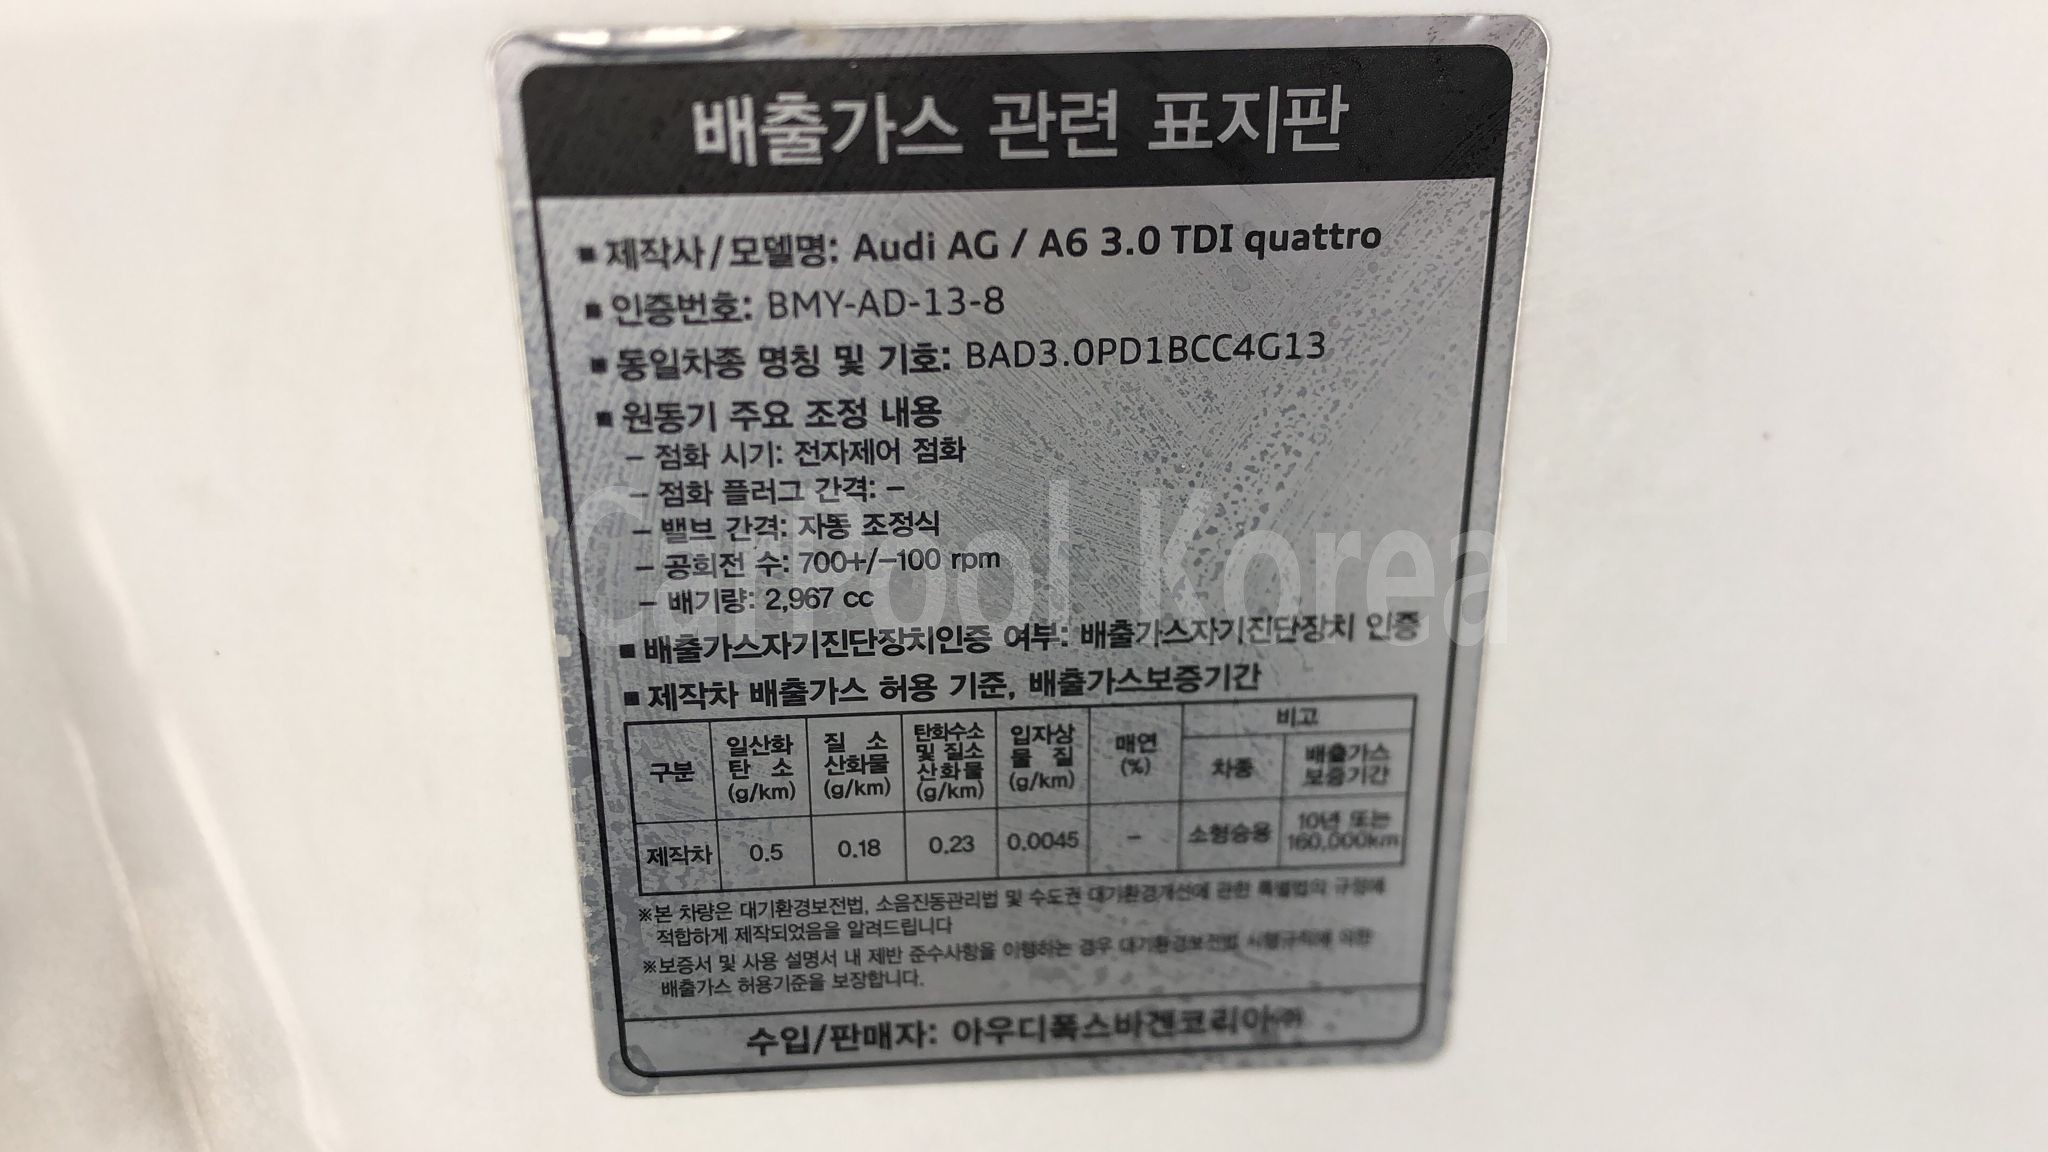 배출가스 관련 표지판
■ 제작사/모델명: Audi AG / A6 3.0 TDI quattro
■ 인증번호: BMY-AD-13-8
■ 동일차종 명칭 및 기호: BAD3.0PD1BCC4G13
■ 원동기 주요 조정 내용
– 점화 시기: 전자제어 점화
– 점화 플러그 간격: –
– 밸브 간격: 자동 조정식
– 공회전 수: 700+/-100 rpm
– 배기량: 2,967 cc
■ 배출가스자기진단장치인증 여부: 배출가스자기진단장치 인증
■ 제작차 배출가스 허용 기준, 배출가스보증기간
구분 일산화탄소 (g/km) 질소산화물 (g/km) 탄화수소 및 질소산화물 (g/km) 입자상물질 (g/km) 매연 (%) 비고
차종 배출가스 보증기간
제작차 0.5 0.18 0.23 0.0045 – 소형승용 10년 또는 160,000km
※본 차량은 대기환경보전법, 소음진동관리법 및 수도권 대기환경개선에 관한 특별법의 규정에
적합하게 제작되었음을 알려드립니다
※보증서 및 사용 설명서 내 제반 준수사항을 이행하는 경우 대기환경보전법 시행규칙에 의한
배출가스 허용기준을 보장합니다.
수입/판매자: 아우디폭스바겐코리아㈜
CarPool Korea